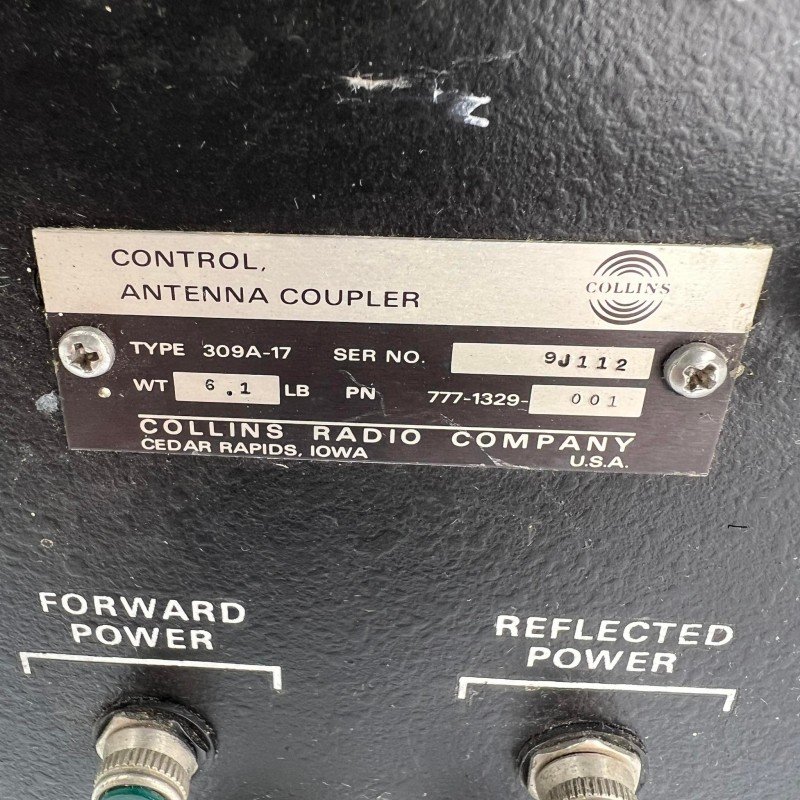 CONTROL,
ANTENNA COUPLER
COLLINS
TYPE 309A-17 SER NO. 9J112
WT 6.1 LB PN 777-1329-001
COLLINS RADIO COMPANY
CEDAR RAPIDS, IOWA U.S.A.
FORWARD
POWER
REFLECTED
POWER